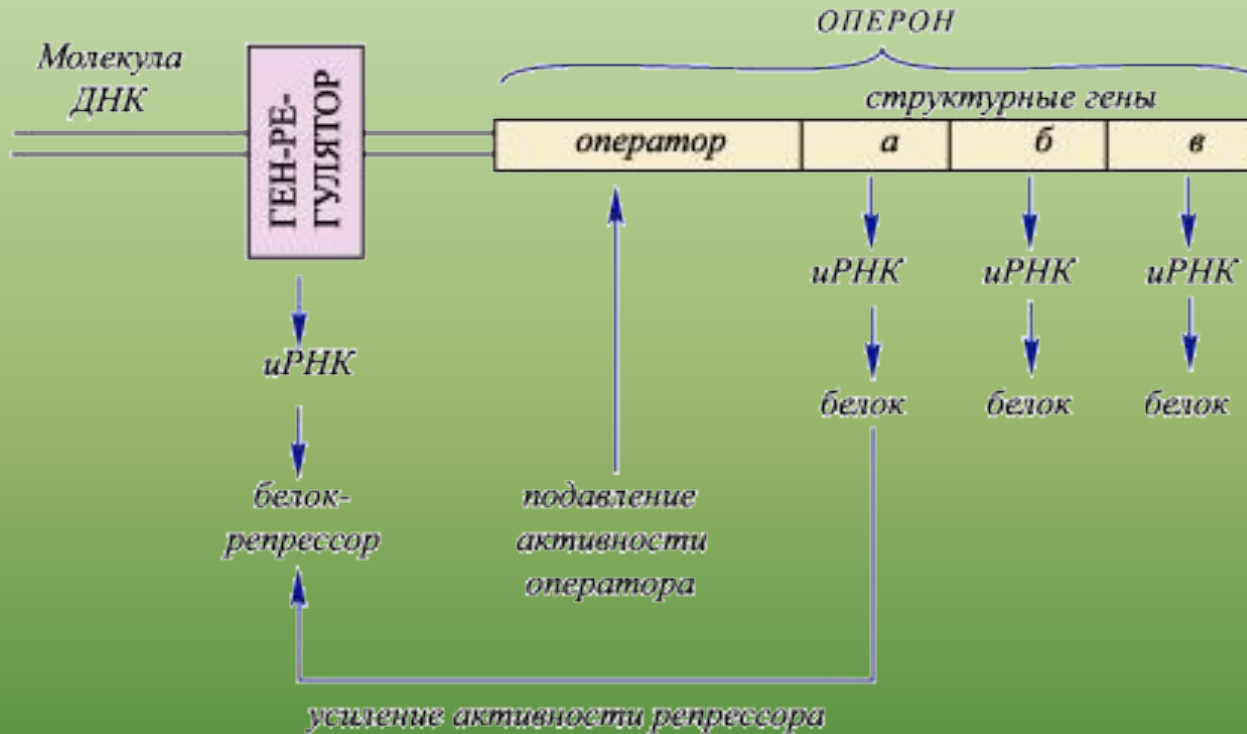 ОПЕРОН
Молекула
ДНК
ГЕН-РЕ-
ГУЛЯТОР
структурные гены
оператор
а
б
в
иРНК
иРНК
иРНК
иРНК
белок
белок
белок
белок-
репрессор
подавление
активности
оператора
усиление активности репрессора